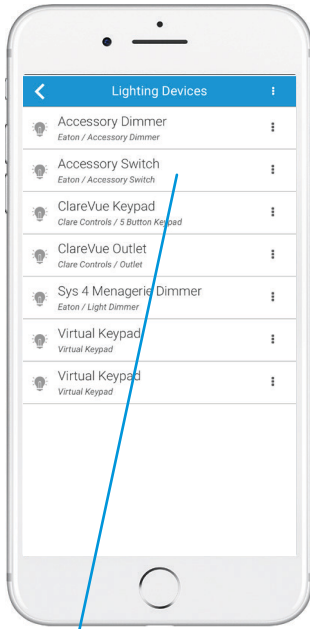 Lighting Devices
Accessory Dimmer
Eaton / Accessory Dimmer
Accessory Switch
Eaton / Accessory Switch
ClareVue Keypad
Clare Controls / 5 Button Keypad
ClareVue Outlet
Clare Controls / Outlet
Sys 4 Menagerie Dimmer
Eaton / Light Dimmer
Virtual Keypad
Virtual Keypad
Virtual Keypad
Virtual Keypad